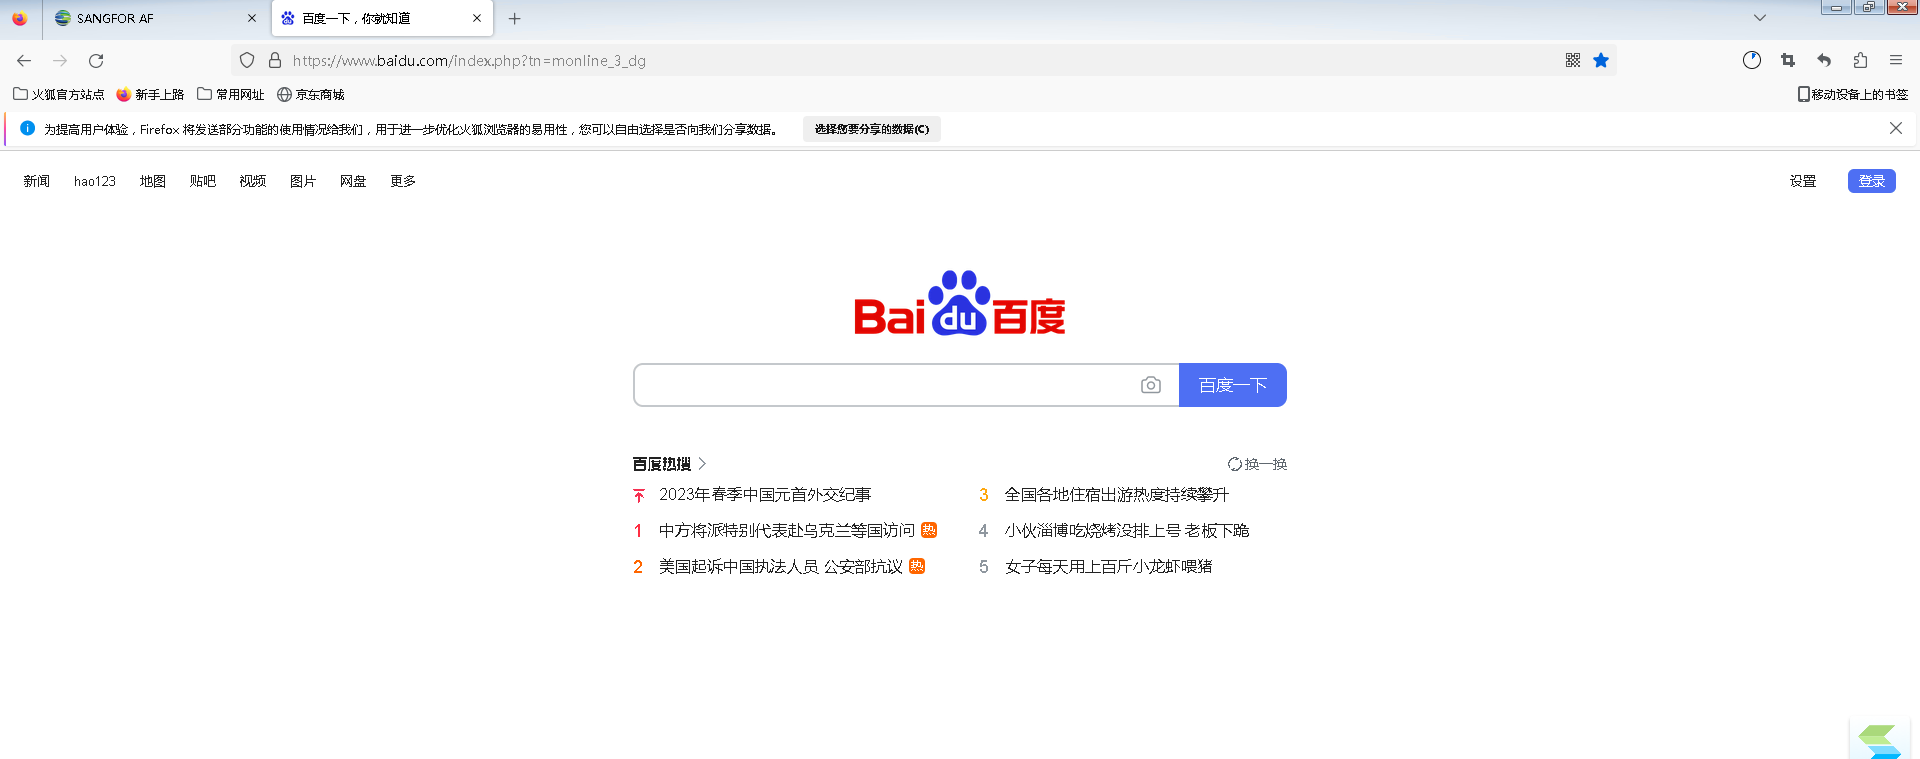 SANGFOR AF
百度一下，你就知道
https://www.baidu.com/index.php?tn=monline_3_dg
火狐官方站点 新手上路 常用网址 京东商城 移动设备上的书签
为提高用户体验，Firefox 将发送部分功能的使用情况给我们，用于进一步优化火狐浏览器的易用性，您可以自由选择是否向我们分享数据。 选择您要分享的数据(C)
新闻 hao123 地图 贴吧 视频 图片 网盘 更多 设置 登录
Bai du 百度
百度一下
百度热搜 换一换
2023年春季中国元首外交纪事
1 中方将派特别代表赴乌克兰等国访问 热
2 美国起诉中国执法人员 公安部抗议 热
3 全国各地住宿出游热度持续攀升
4 小伙淄博吃烧烤没排上号 老板下跪
5 女子每天用上百斤小龙虾喂猪